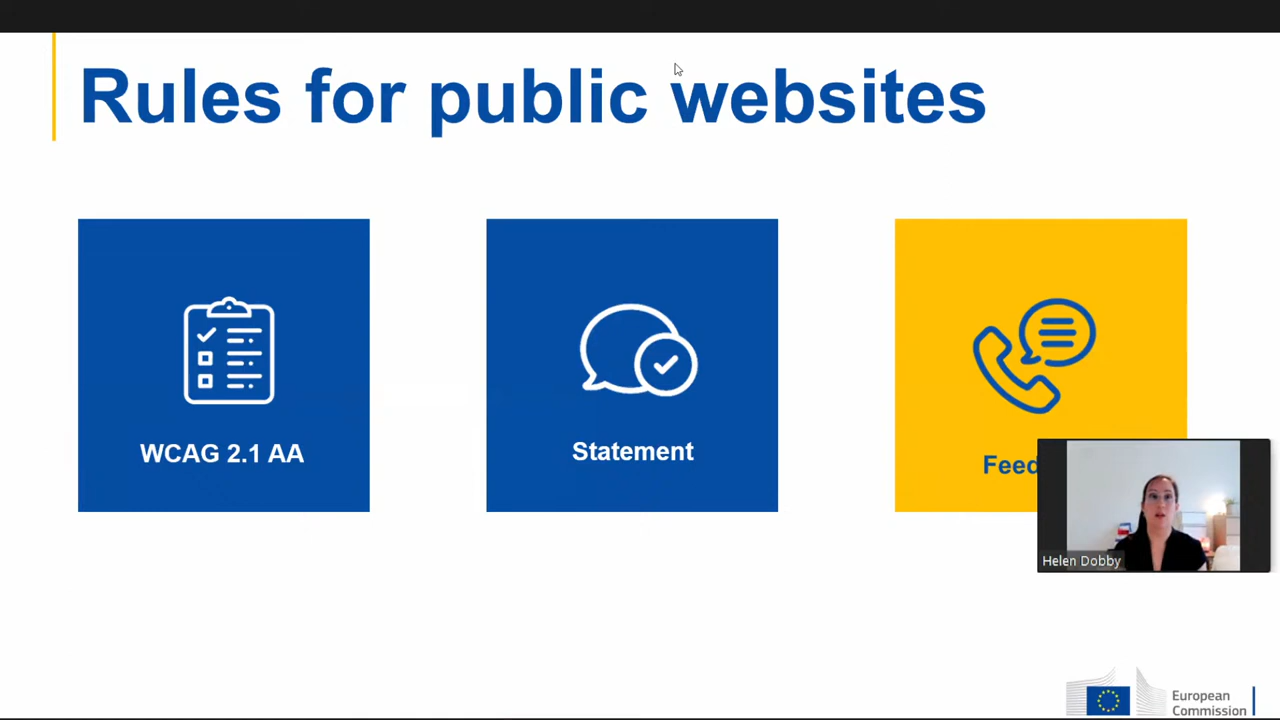 Rules for public websites
WCAG 2.1 AA
Statement
Feed
Helen Dobby
European
Commission